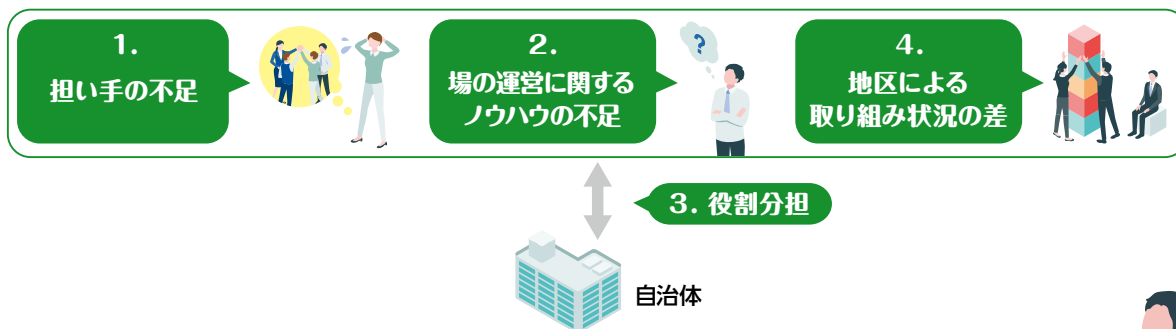 1.
担い手の不足
2.
場の運営に関する
ノウハウの不足
?
4.
地区による
取り組み状況の差
3. 役割分担
自治体